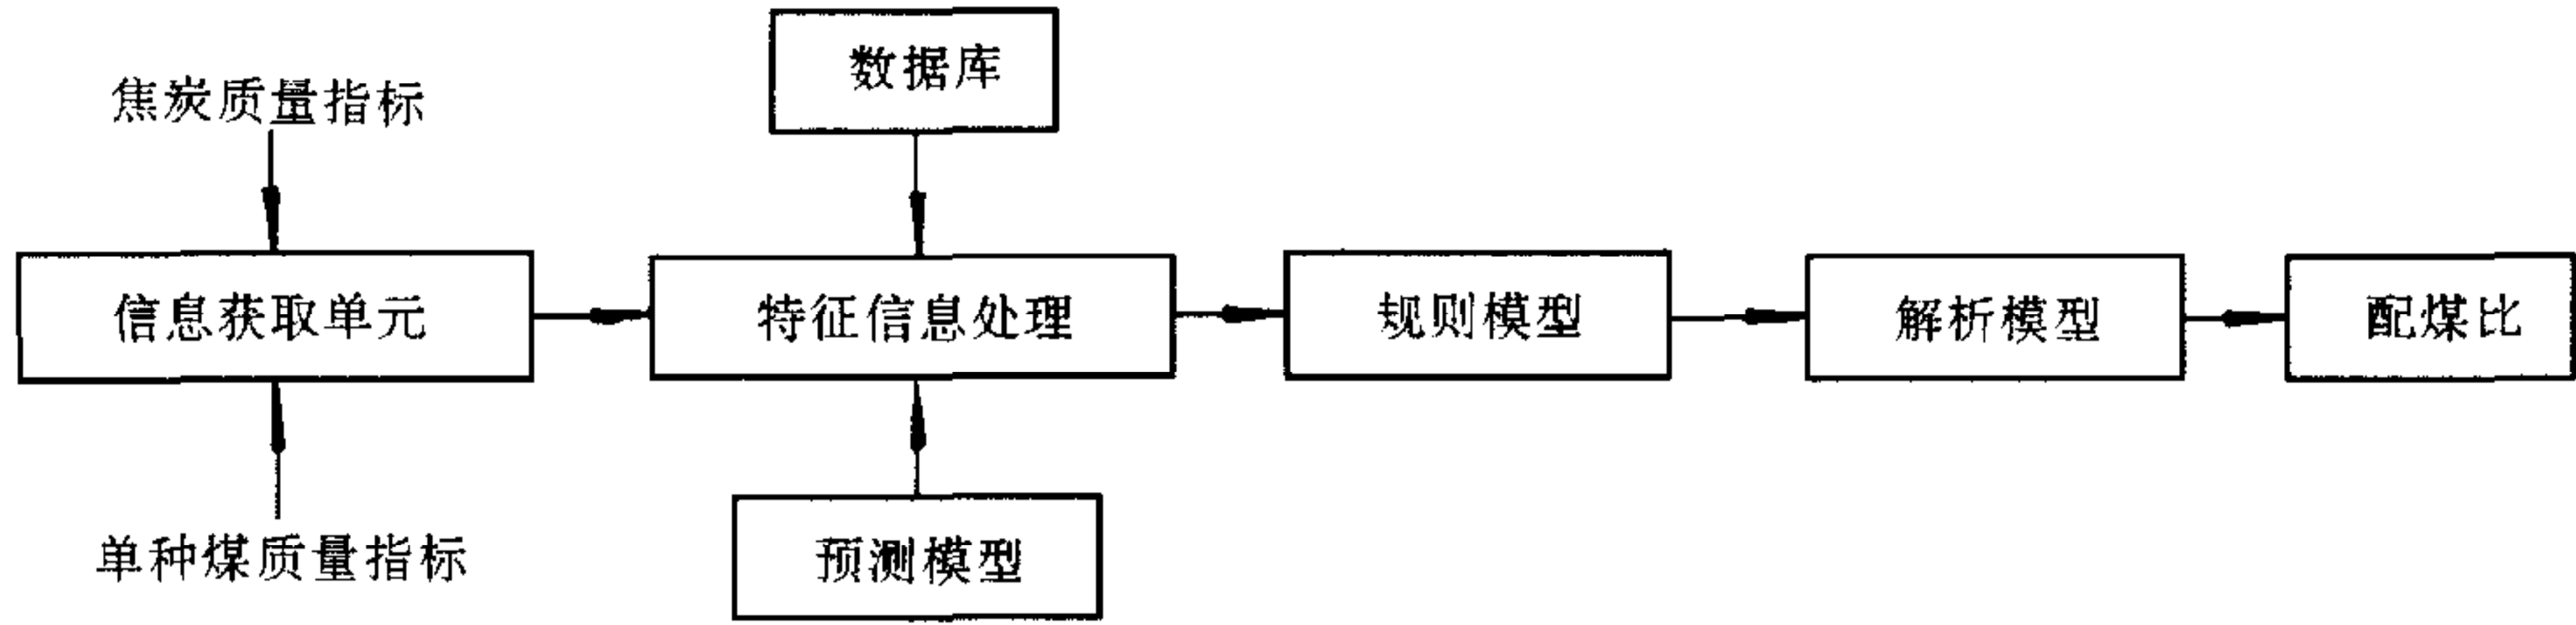 数据库
焦炭质量指标
信息获取单元
特征信息处理
规则模型
解析模型
配煤比
单种煤质量指标
预测模型